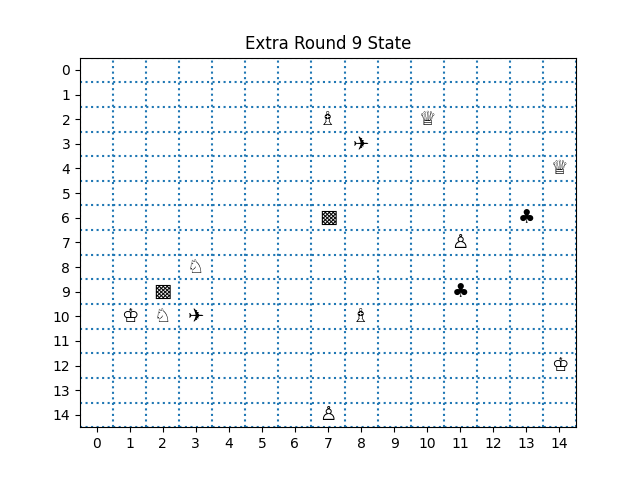 Extra Round 9 State
0
1
2 ♗ ♕
3 ✈
4 ♕
5
6 ▩ ♣
7 ♙
8 ♘
9 ▩ ♣
10 ♔ ♘ ✈ ♗
11
12 ♔
13
14 ♙
0 1 2 3 4 5 6 7 8 9 10 11 12 13 14